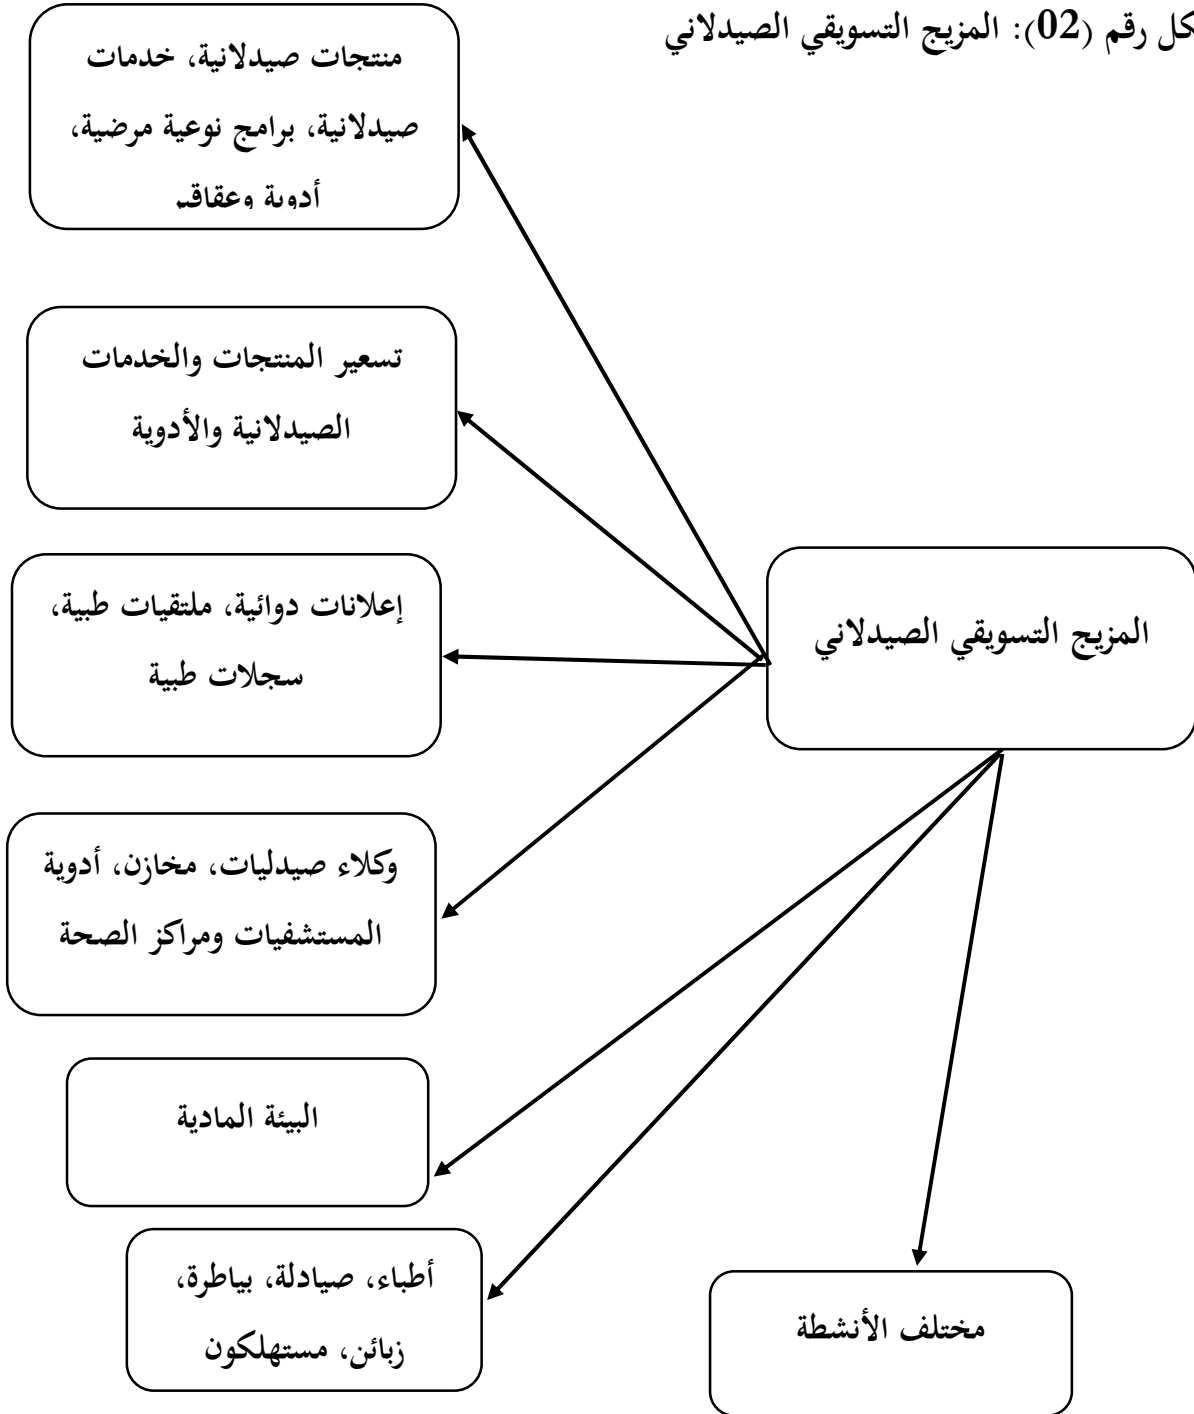 كل رقم (02): المزيج التسويقي الصيدلاني
منتجات صيدلانية، خدمات
صيدلانية، برامج نوعية مرضية،
أدوية وعقاقير
تسعير المنتجات والخدمات
الصيدلانية والأدوية
إعلانات دوائية، ملتقيات طبية،
سجلات طبية
المزيج التسويقي الصيدلاني
وكلاء صيدليات، مخازن، أدوية
المستشفيات ومراكز الصحة
البيئة المادية
أطباء، صيادلة، بياطرة،
زبائن، مستهلكون
مختلف الأنشطة